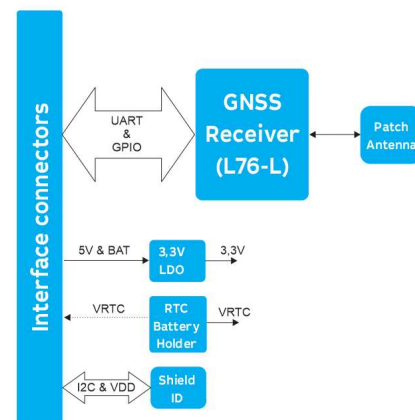 Interface connectors
UART
&
GPIO
GNSS
Receiver
(L76-L)
Patch
Antenna
5V & BAT
3,3V
LDO
3,3V
VRTC
RTC
Battery
Holder
VRTC
I2C & VDD
Shield
ID